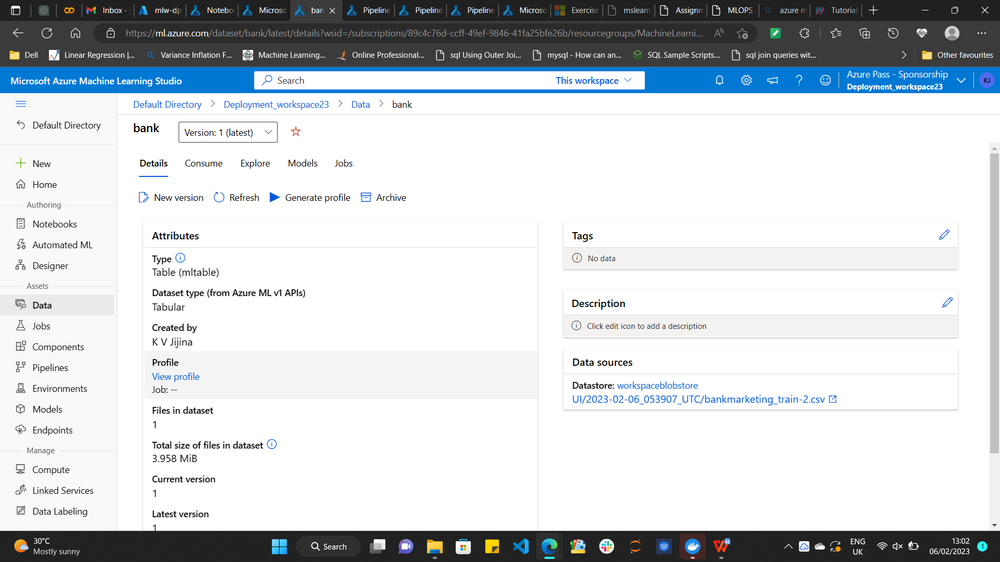 Inbox - J
mlw-dp
Notebo
Microso
ban
Pipeline
Pipeline
Pipeline
Microso
Exercise
mslearn
Assignm
MLOPS
azure m
Tutorial
https://ml.azure.com/dataset/bank/latest/details?wsid=/subscriptions/89c4c76d-ccff-49ef-9846-41fa25bfe26b/resourcegroups/MachineLearni...
Dell
Linear Regression |...
Variance Inflation F...
Machine Learning...
Online Professional...
sql Using Outer Joi...
mysql - How can an...
SQL Sample Scripts...
sql join queries wit...
Other favourites
Microsoft Azure Machine Learning Studio
Search
This workspace
Azure Pass - Sponsorship
Deployment_workspace23
KJ
Default Directory
Deployment_workspace23
Data
bank
Default Directory
New
Home
Authoring
Notebooks
Automated ML
Designer
Assets
Data
Jobs
Components
Pipelines
Environments
Models
Endpoints
Manage
Compute
Linked Services
Data Labeling
bank
Version: 1 (latest)
Details
Consume
Explore
Models
Jobs
New version
Refresh
Generate profile
Archive
Attributes
Type
Table (mltable)
Dataset type (from Azure ML v1 APIs)
Tabular
Created by
K V Jijina
Profile
View profile
Job: --
Files in dataset
1
Total size of files in dataset
3.958 MiB
Current version
1
Latest version
1
Tags
No data
Description
Click edit icon to add a description
Data sources
Datastore: workspaceblobstore
UI/2023-02-06_053907_UTC/bankmarketing_train-2.csv
30°C
Mostly sunny
Search
ENG
UK
13:02
06/02/2023
1